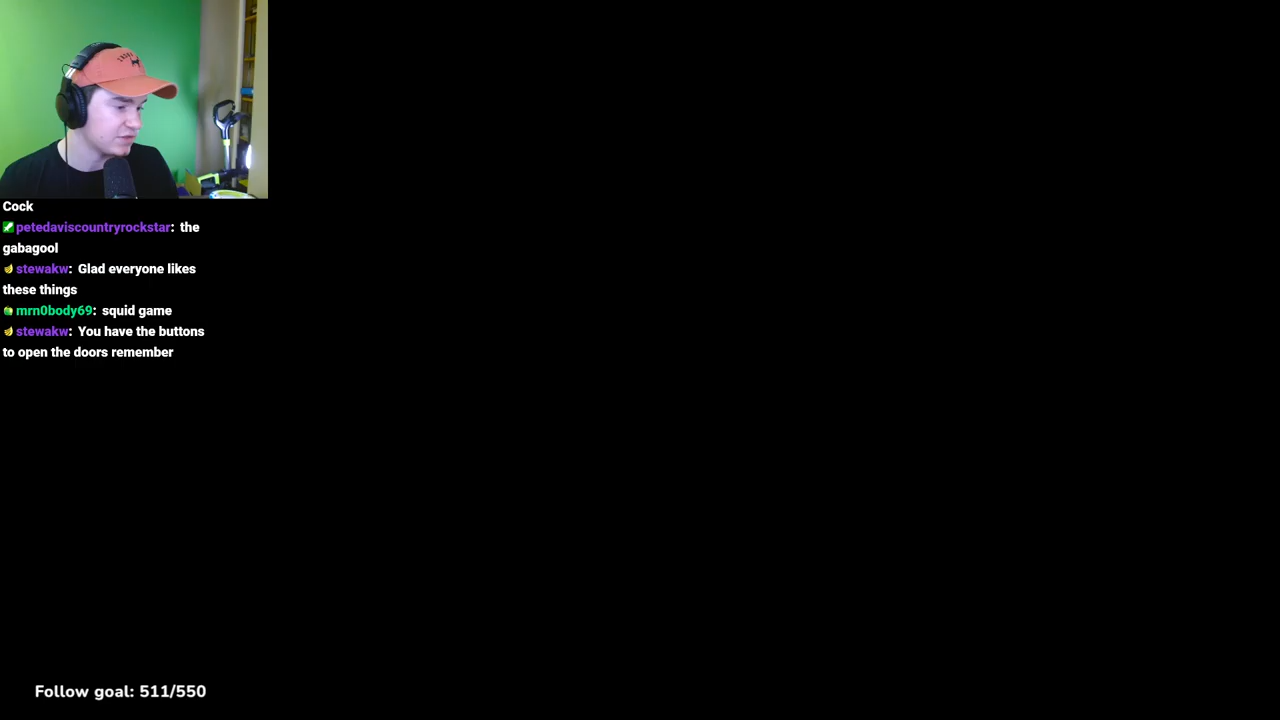 Cock
petedaviscountryrockstar: the
gabagool
stewakw: Glad everyone likes
these things
mrn0body69: squid game
stewakw: You have the buttons
to open the doors remember
Follow goal: 511/550